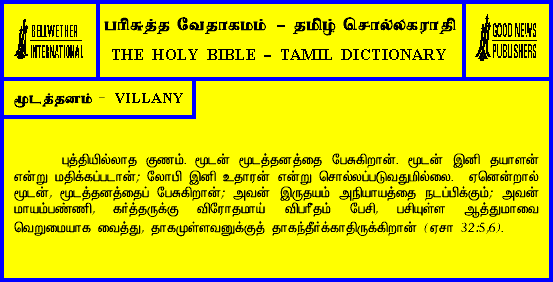 BELLWETHER
INTERNATIONAL
பரிசுத்த வேதாகமம் - தமிழ் சொல்லகராதி
THE HOLY BIBLE - TAMIL DICTIONARY
GOOD NEWS
PUBLISHERS
மூடத்தனம் - VILLANY
புத்தியில்லாத குணம். மூடன் மூடத்தனத்தை பேசுகிறான். மூடன் இனி தயாளன்
என்று மதிக்கப்படான்; லோபி இனி உதாரன் என்று சொல்லப்படுவதுமில்லை. ஏனென்றால்
மூடன், மூடத்தனத்தைப் பேசுகிறான்; அவன் இருதயம் அநியாயத்தை நடப்பிக்கும்; அவன்
மாயம்பண்ணி, கர்த்தருக்கு விரோதமாய் விபரீதம் பேசி, பசியுள்ள ஆத்துமாவை
வெறுமையாக வைத்து, தாகமுள்ளவனுக்குத் தாகந்தீர்க்காதிருக்கிறான் (ஏசா 32:5,6).